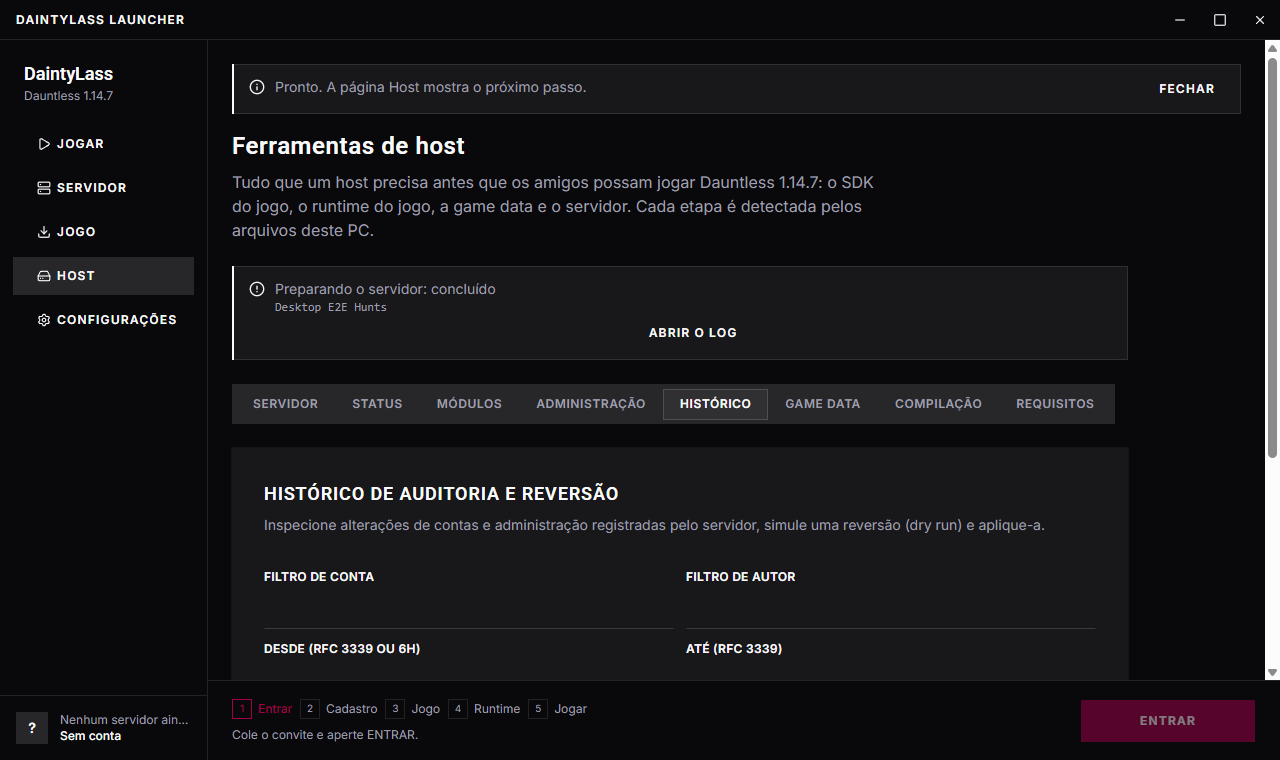 DAINTYLASS LAUNCHER
DaintyLass
Dauntless 1.14.7
JOGAR
SERVIDOR
JOGO
HOST
CONFIGURAÇÕES
Nenhum servidor ain...
?
Sem conta
Pronto. A página Host mostra o próximo passo.
FECHAR
Ferramentas de host
Tudo que um host precisa antes que os amigos possam jogar Dauntless 1.14.7: o SDK
do jogo, o runtime do jogo, a game data e o servidor. Cada etapa é detectada pelos
arquivos deste PC.
Preparando o servidor: concluído
Desktop E2E Hunts
ABRIR O LOG
SERVIDOR STATUS MÓDULOS ADMINISTRAÇÃO HISTÓRICO GAME DATA COMPILAÇÃO REQUISITOS
HISTÓRICO DE AUDITORIA E REVERSÃO
Inspecione alterações de contas e administração registradas pelo servidor, simule uma reversão (dry run) e aplique-a.
FILTRO DE CONTA FILTRO DE AUTOR
DESDE (RFC 3339 OU 6H) ATÉ (RFC 3339)
1 Entrar 2 Cadastro 3 Jogo 4 Runtime 5 Jogar
Cole o convite e aperte ENTRAR.
ENTRAR